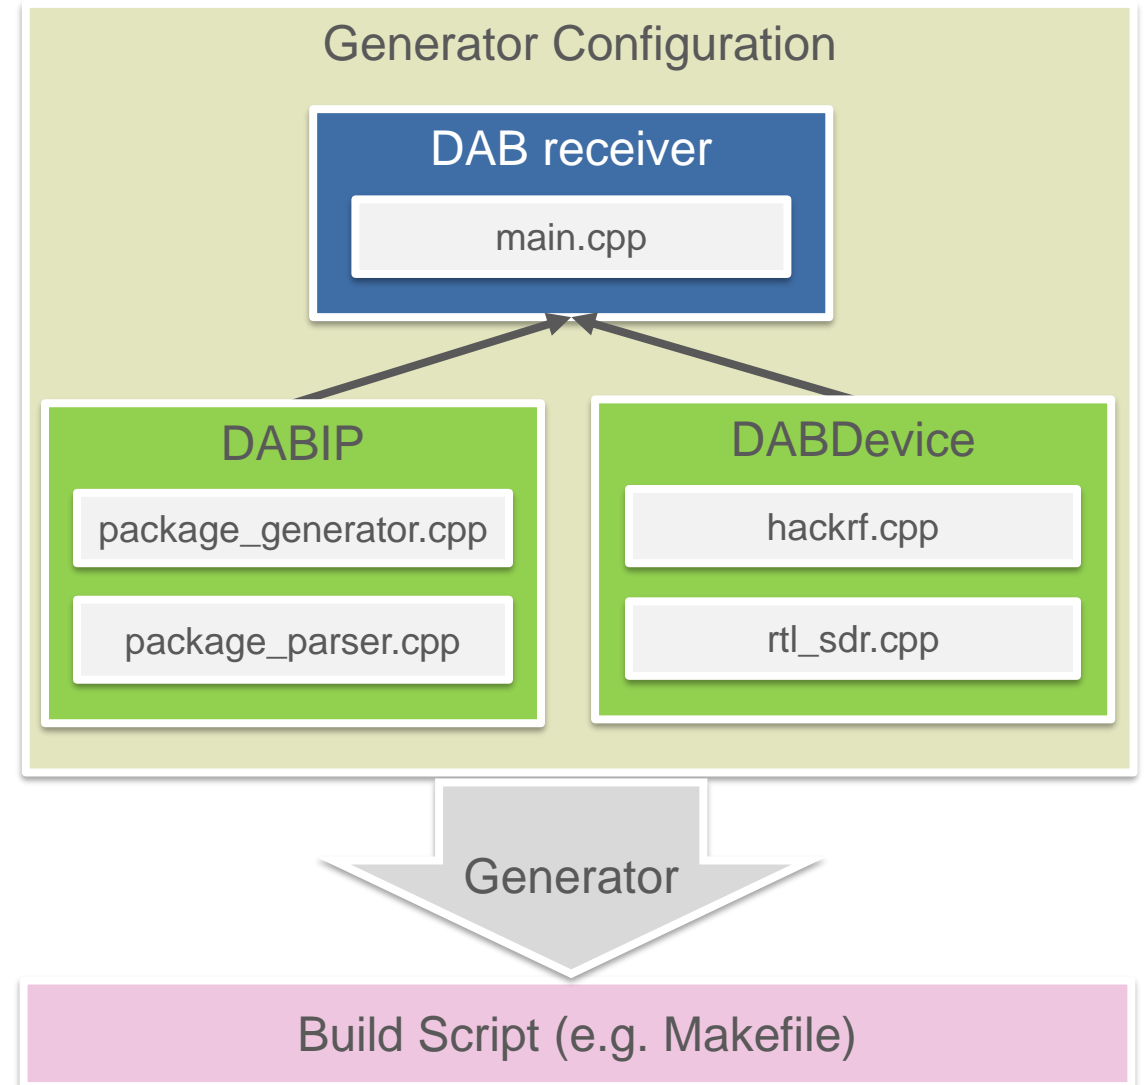 Generator Configuration
DAB receiver
main.cpp
DABIP
package_generator.cpp
package_parser.cpp
DABDevice
hackrf.cpp
rtl_sdr.cpp
Generator
Build Script (e.g. Makefile)